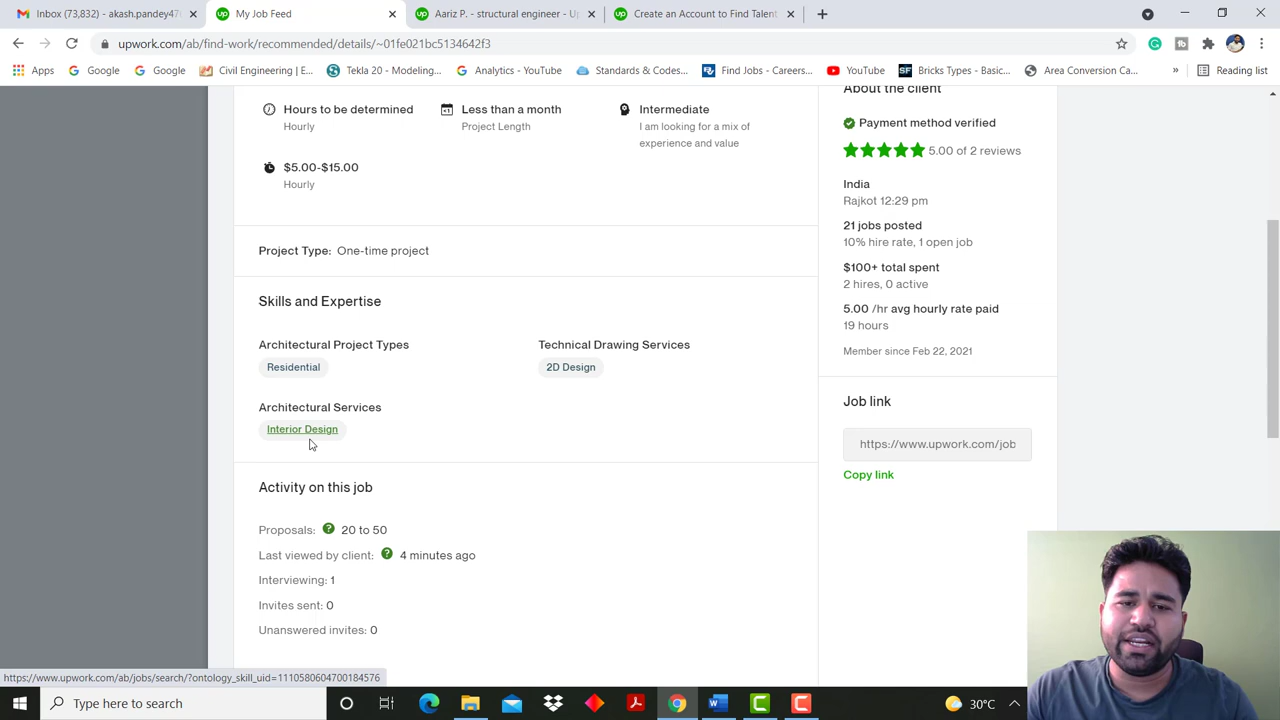 Inbox (73,832) - akash.pandey47
My Job Feed
Aariz P. - structural engineer - Up
Create an Account to Find Talent
upwork.com/ab/find-work/recommended/details/~01fe021bc5134642f3
Apps
Google
Google
Civil Engineering | E...
Tekla 20 - Modeling...
Analytics - YouTube
Standards & Codes...
Find Jobs - Careers...
YouTube
Bricks Types - Basic...
Area Conversion Ca...
»
Reading list
Hours to be determined
Hourly
Less than a month
Project Length
Intermediate
I am looking for a mix of
experience and value
$5.00-$15.00
Hourly
Project Type: One-time project
Skills and Expertise
Architectural Project Types
Residential
Technical Drawing Services
2D Design
Architectural Services
Interior Design
Activity on this job
Proposals: ? 20 to 50
Last viewed by client: ? 4 minutes ago
Interviewing: 1
Invites sent: 0
Unanswered invites: 0
About the client
Payment method verified
5.00 of 2 reviews
India
Rajkot 12:29 pm
21 jobs posted
10% hire rate, 1 open job
$100+ total spent
2 hires, 0 active
5.00 /hr avg hourly rate paid
19 hours
Member since Feb 22, 2021
Job link
https://www.upwork.com/job
Copy link
https://www.upwork.com/ab/jobs/search/?ontology_skill_uid=1110580604700184576
Type here to search
30°C